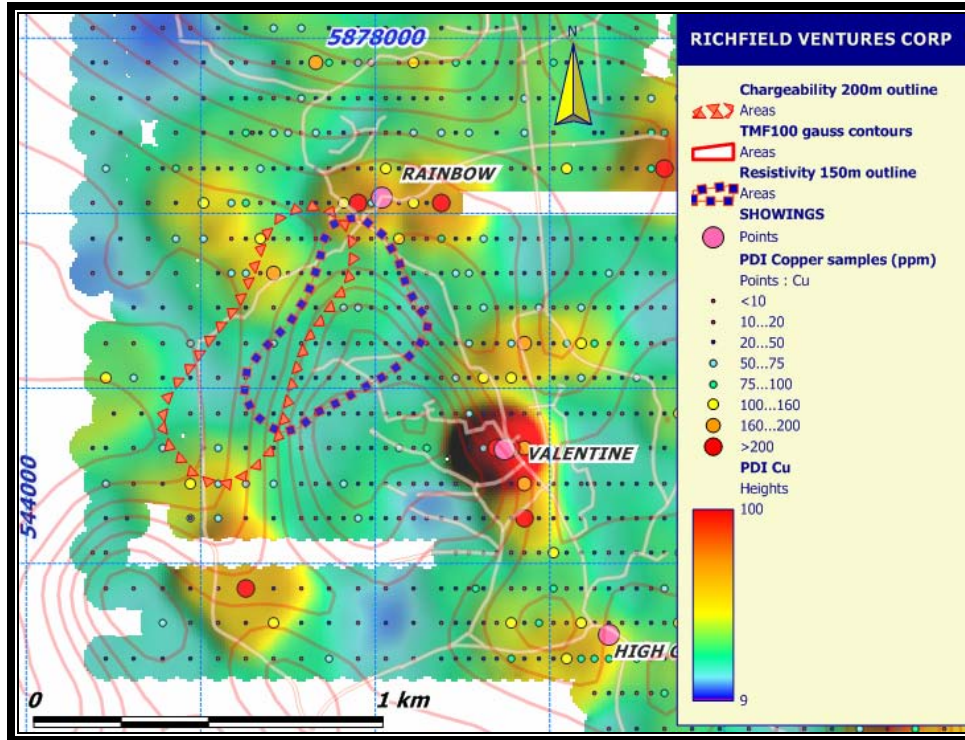 5878000
N
RAINBOW
VALENTINE
544000
HIGH
0
1 km
RICHFIELD VENTURES CORP
Chargeability 200m outline
Areas
TMF100 gauss contours
Areas
Resistivity 150m outline
Areas
SHOWINGS
Points
PDI Copper samples (ppm)
Points : Cu
<10
10...20
20...50
50...75
75...100
100...160
160...200
>200
PDI Cu
Heights
100
9